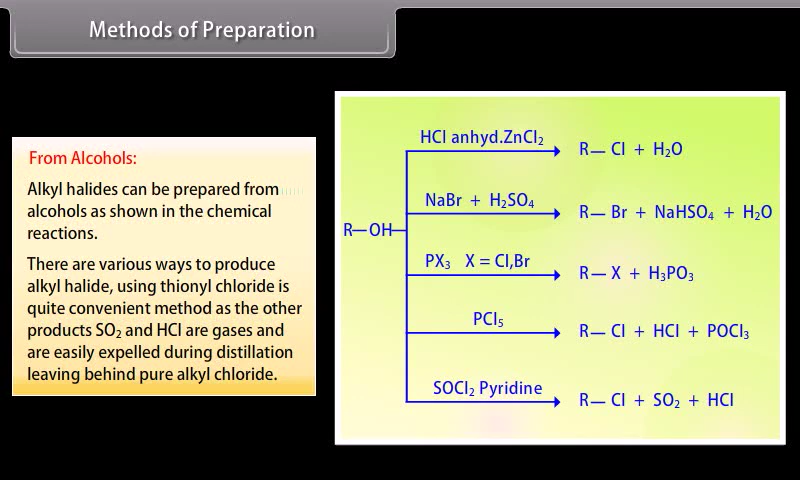 Methods of Preparation
From Alcohols:
Alkyl halides can be prepared from
alcohols as shown in the chemical
reactions.
There are various ways to produce
alkyl halide, using thionyl chloride is
quite convenient method as the other
products SO₂ and HCl are gases and
are easily expelled during distillation
leaving behind pure alkyl chloride.
R—OH
HCl anhyd.ZnCl₂
R— Cl + H₂O
NaBr + H₂SO₄
R— Br + NaHSO₄ + H₂O
PX₃ X = Cl,Br
R— X + H₃PO₃
PCl₅
R— Cl + HCl + POCl₃
SOCl₂ Pyridine
R— Cl + SO₂ + HCl